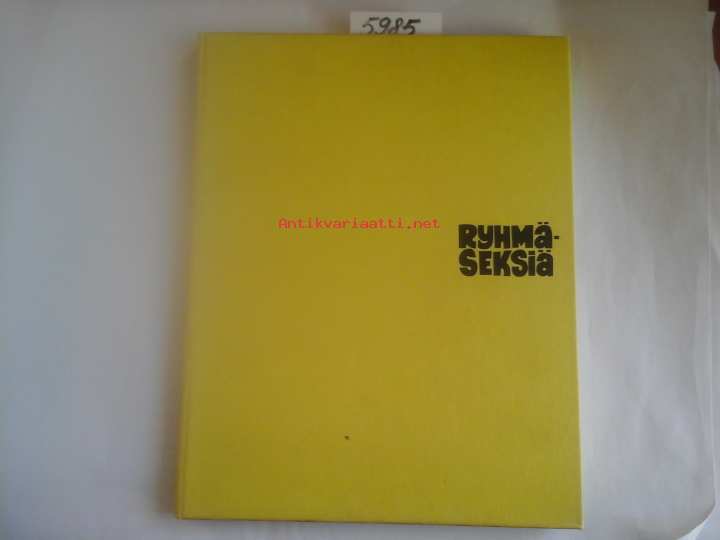 5985
Antikvariaatti.net
RYHMÄ-
SEKSIÄ